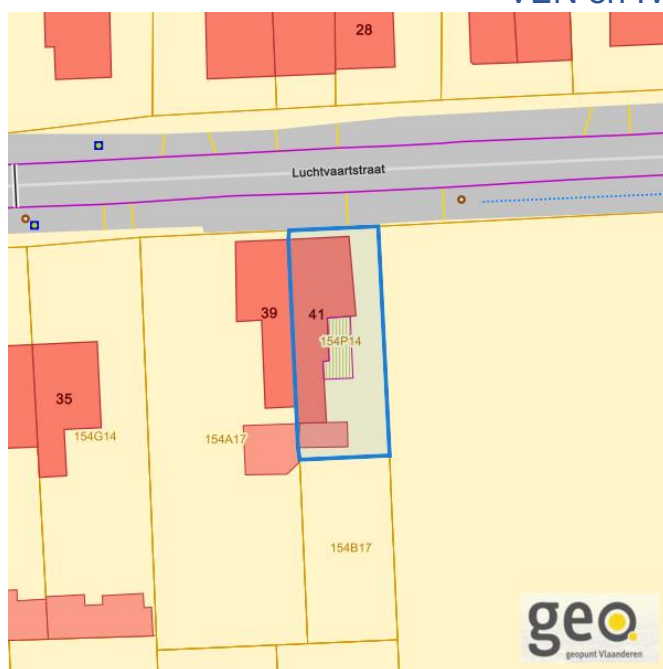 28
Luchtvaartstraat
39
41
154P14
35
154G14
154A17
154B17
geo.
geopunt Vlaanderen